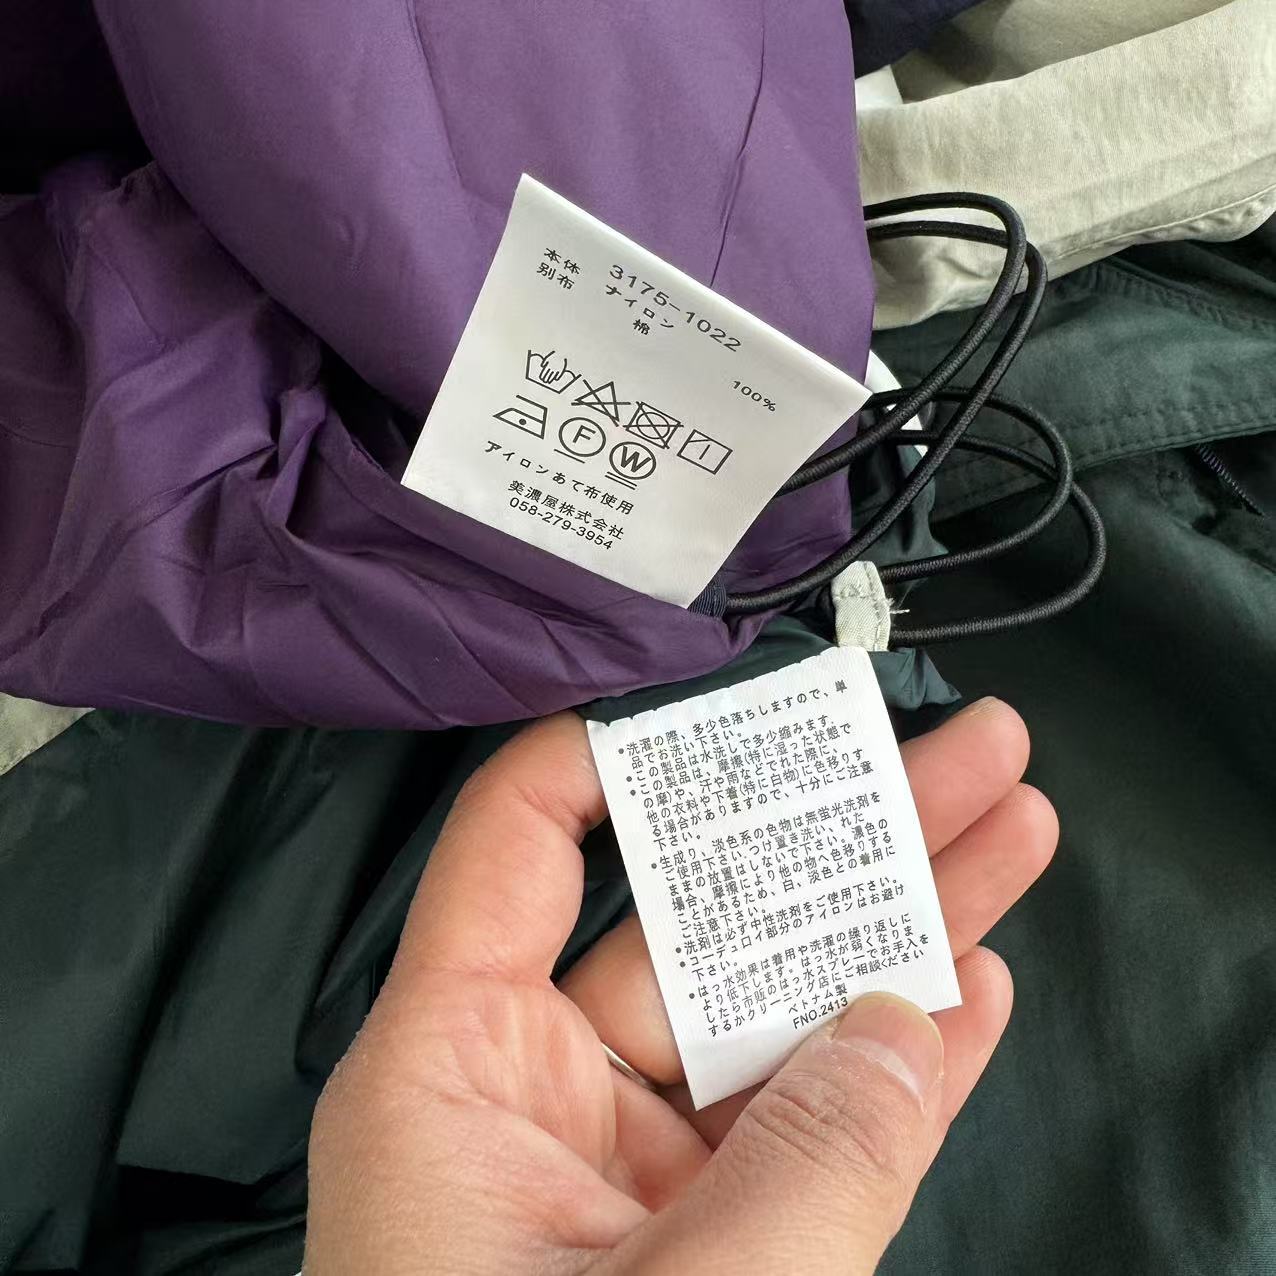 3175-1022
本体 ナイロン
別布 棉 100%
F W
アイロンあて布使用
美濃屋株式会社
058-279-3954
•洗濯の際、多少色落ちしますので、単
品でお洗い下さい。
•この製品は水洗しで多少縮みます。
•この製品は、摩擦(特に湿った状態で
の摩)や、汗や雨などでれた際に、
他の衣料や下着(特に白物)に色移りす
る場合がありますので、十分にご注意
下さい。
•生成り、淡色系の色物は無蛍光洗剤を
ご使用下さい.つけ置き洗い、れた
ままの放置はしないで下さい。濃色の
場合、摩擦により他の物へ色移りする
ことがあるため、白、淡色との着用に
ご注意下さい。
•洗剤は必ず中性洗剤をご使用下さい。
•コーデュロイ部分のアイロンはお避け
下さい。
•はっ水効果は着用や洗濯の繰り返しに
より低下します。はっ水が弱くなりま
したら市販のはっ水スプレーでお手入を
するかクリーニング店にご相談ください
ベトナム製
FNO.2413